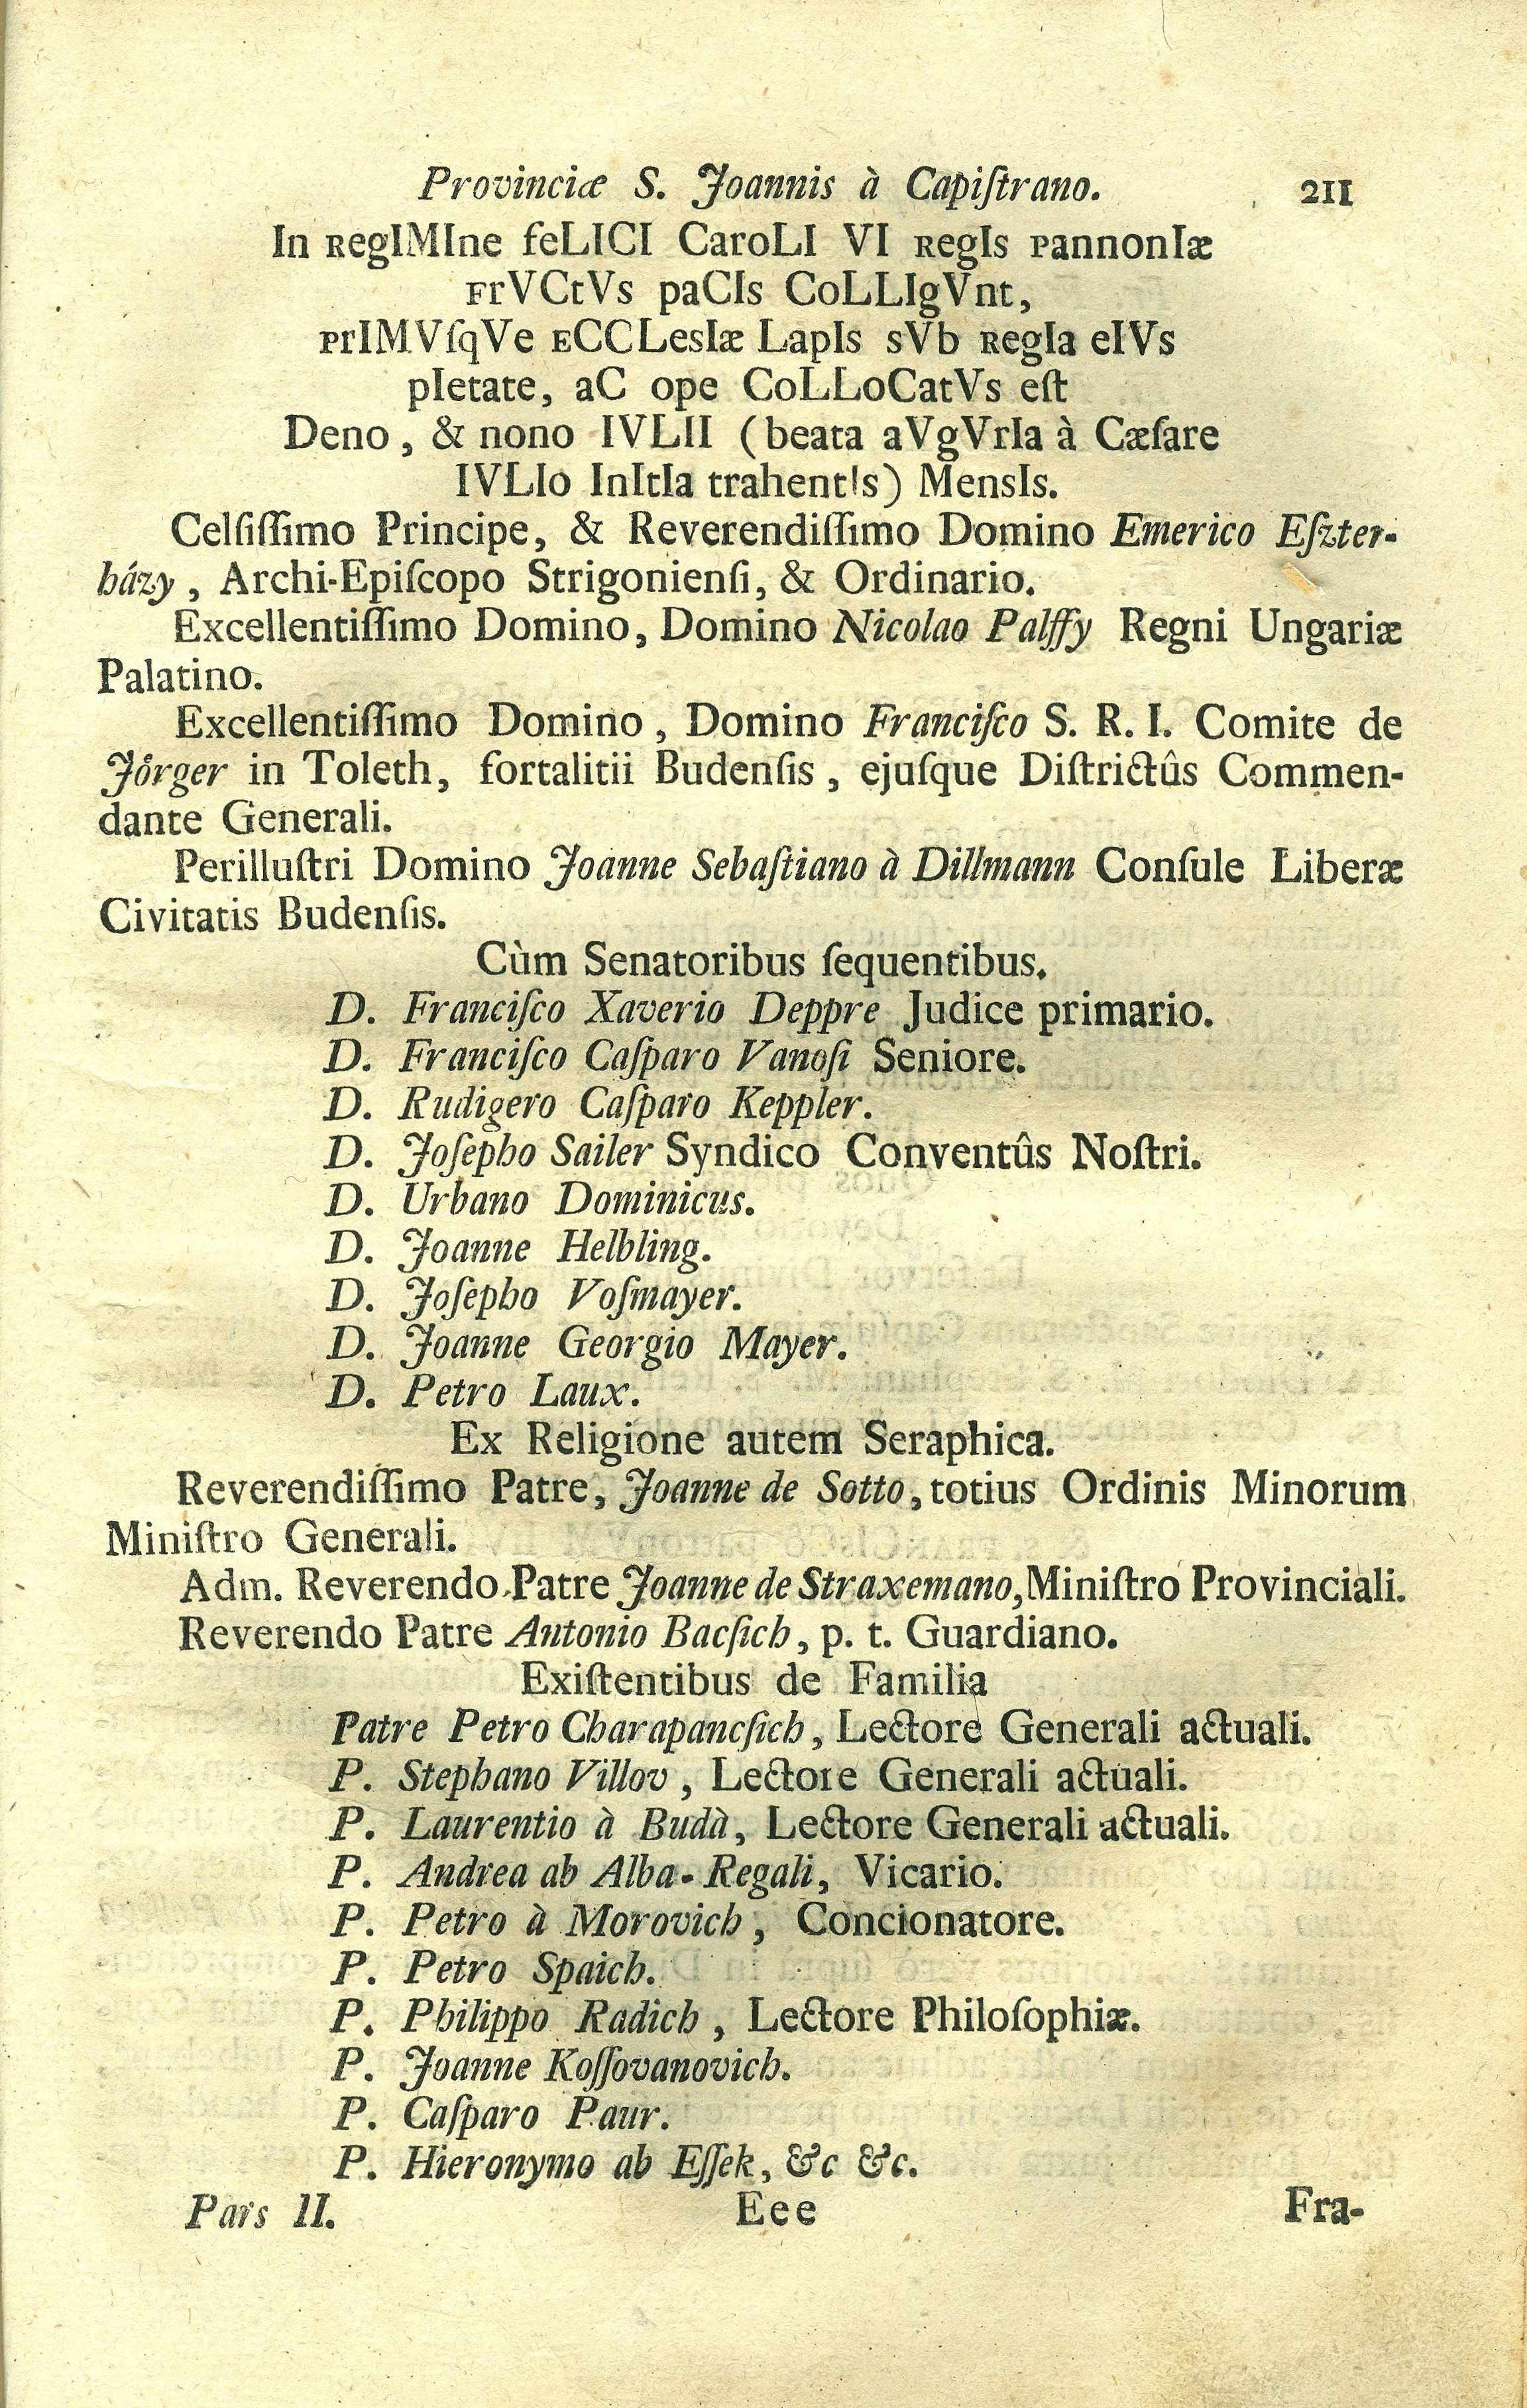 Provinciæ S. Joannis à Capiſtrano. 211
In RegIMIne feLICI CaroLI VI RegIs PannonIæ
FrVCtVs paCIs CoLLIgVnt,
PrIMVſqVe ECCLesIæ LapIs sVb RegIa eIVs
pIetate, aC ope CoLLoCatVs eſt
Deno, & nono IVLII (beata aVgVrIa à Cæſare
IVLIo InItIa trahentIs) MensIs.
Celſiſſimo Principe, & Reverendiſſimo Domino Emerico Eſzter-
házy, Archi-Epiſcopo Strigonienſi, & Ordinario.
Excellentiſſimo Domino, Domino Nicolao Palffy Regni Ungariæ
Palatino.
Excellentiſſimo Domino, Domino Franciſco S. R. I. Comite de
Jörger in Toleth, fortalitii Budenſis, ejuſque Diſtrictûs Commen-
dante Generali.
Perilluſtri Domino Joanne Sebaſtiano à Dillmann Conſule Liberæ
Civitatis Budenſis.
Cùm Senatoribus ſequentibus.
D. Franciſco Xaverio Deppre Judice primario.
D. Franciſco Caſparo Vanoſi Seniore.
D. Rudigero Caſparo Keppler.
D. Joſepho Sailer Syndico Conventûs Noſtri.
D. Urbano Dominicus.
D. Joanne Helbling.
D. Joſepho Voſmayer.
D. Joanne Georgio Mayer.
D. Petro Laux.
Ex Religione autem Seraphica.
Reverendiſſimo Patre, Joanne de Sotto, totius Ordinis Minorum
Miniſtro Generali.
Adm. Reverendo Patre Joanne de Straxemano, Miniſtro Provinciali.
Reverendo Patre Antonio Bacſich, p. t. Guardiano.
Exiſtentibus de Familia
Patre Petro Charapancſich, Lectore Generali actuali.
P. Stephano Villov, Lectore Generali actuali.
P. Laurentio à Budà, Lectore Generali actuali.
P. Andrea ab Alba-Regali, Vicario.
P. Petro à Morovich, Concionatore.
P. Petro Spaich.
P. Philippo Radich, Lectore Philoſophiæ.
P. Joanne Koſſovanovich.
P. Caſparo Paur.
P. Hieronymo ab Eſſek, &c &c.
Pars II. Eee Fra-